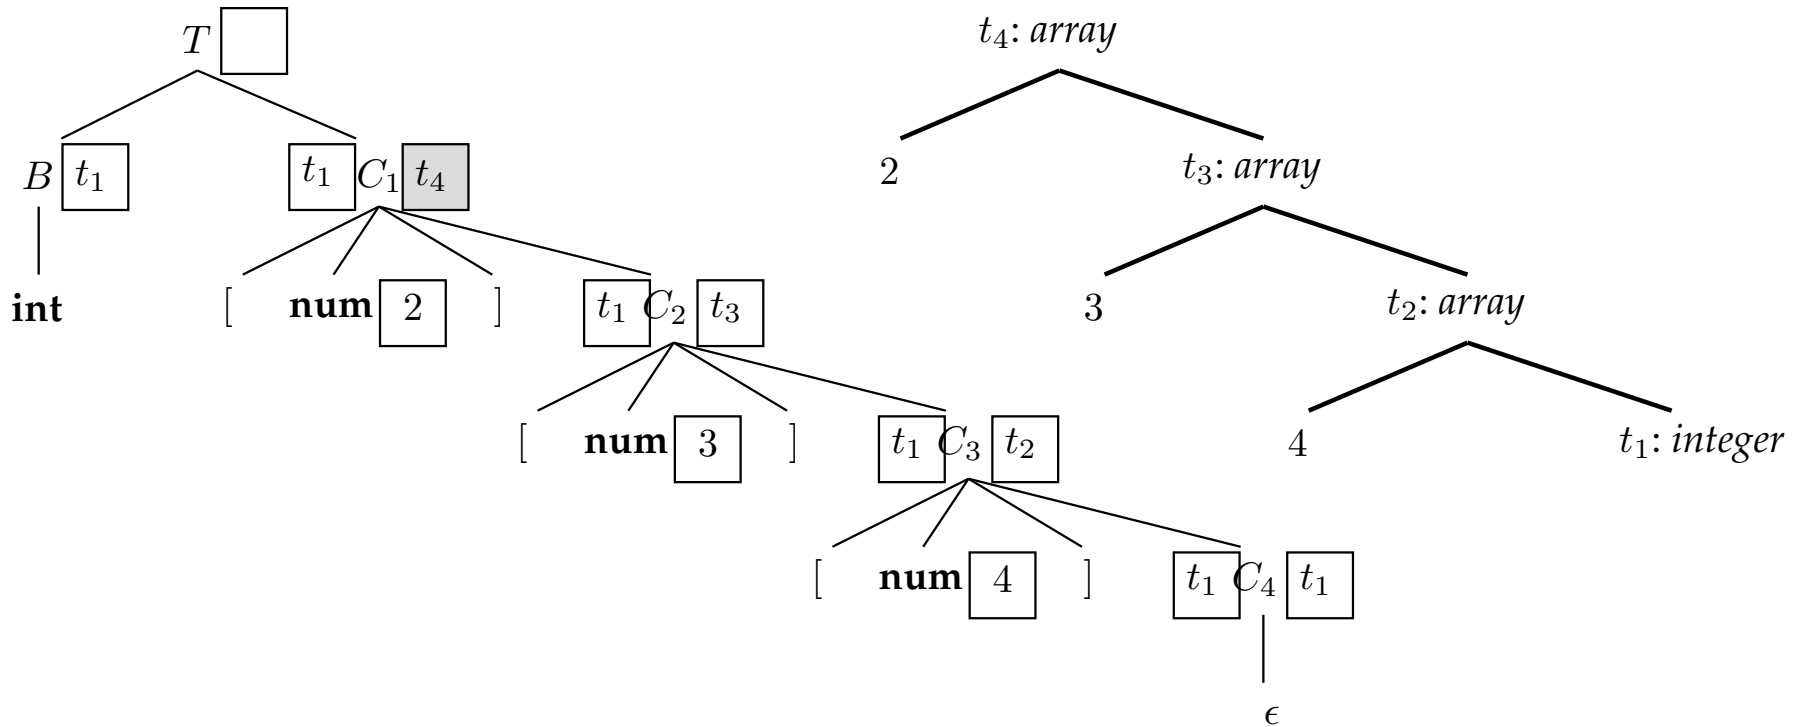 T t₄: array
B t₁ t₁ C₁ t₄ 2 t₃: array
int [ num 2 ] t₁ C₂ t₃ 3 t₂: array
[ num 3 ] t₁ C₃ t₂ 4 t₁: integer
[ num 4 ] t₁ C₄ t₁
ϵ